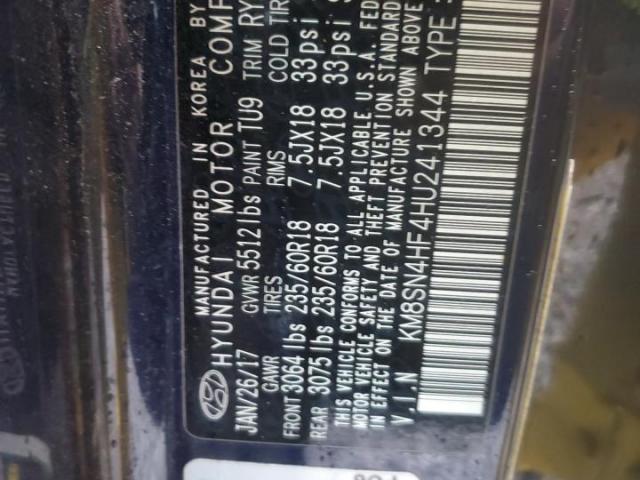 MANUFACTURED IN KOREA BY
HYUNDAI MOTOR COMP
JAN/26/17 GVWR 5512 lbs PAINT TU9 TRIM RY
GAWR TIRES RIMS COLD TI
FRONT 3064 lbs 235/60R18 7.5JX18 33psi
REAR 3075 lbs 235/60R18 7.5JX18 33psi
THIS VEHICLE CONFORMS TO ALL APPLICABLE U.S.A. FED
MOTOR VEHICLE SAFETY AND THEFT PREVENTION STANDARD
IN EFFECT ON THE DATE OF MANUFACTURE SHOWN ABOVE
V.I.N KM8SN4HF4HU241344 TYPE